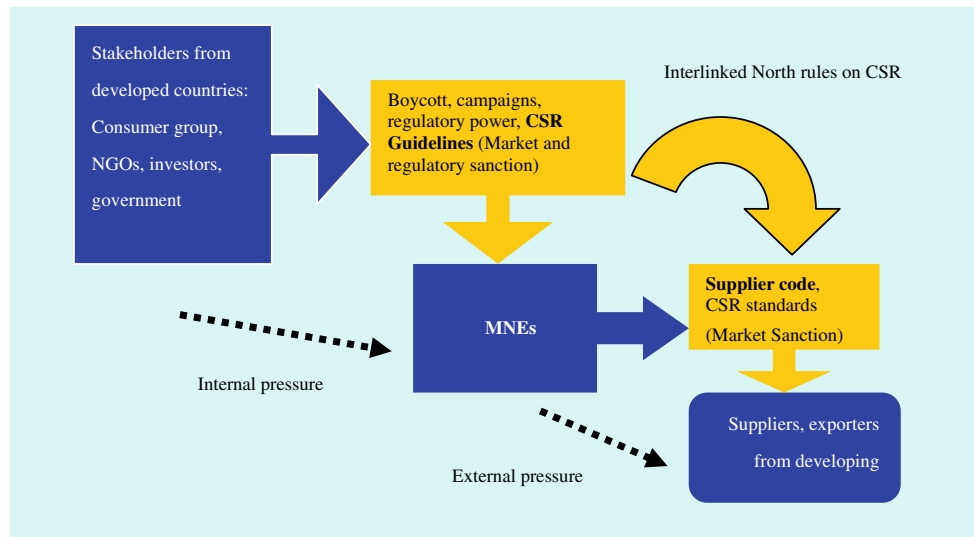 Stakeholders from
developed countries:
Consumer group,
NGOs, investors,
government
Boycott, campaigns,
regulatory power, CSR
Guidelines (Market and
regulatory sanction)
Interlinked North rules on CSR
MNEs
Supplier code,
CSR standards
(Market Sanction)
Internal pressure
Suppliers, exporters
from developing
External pressure